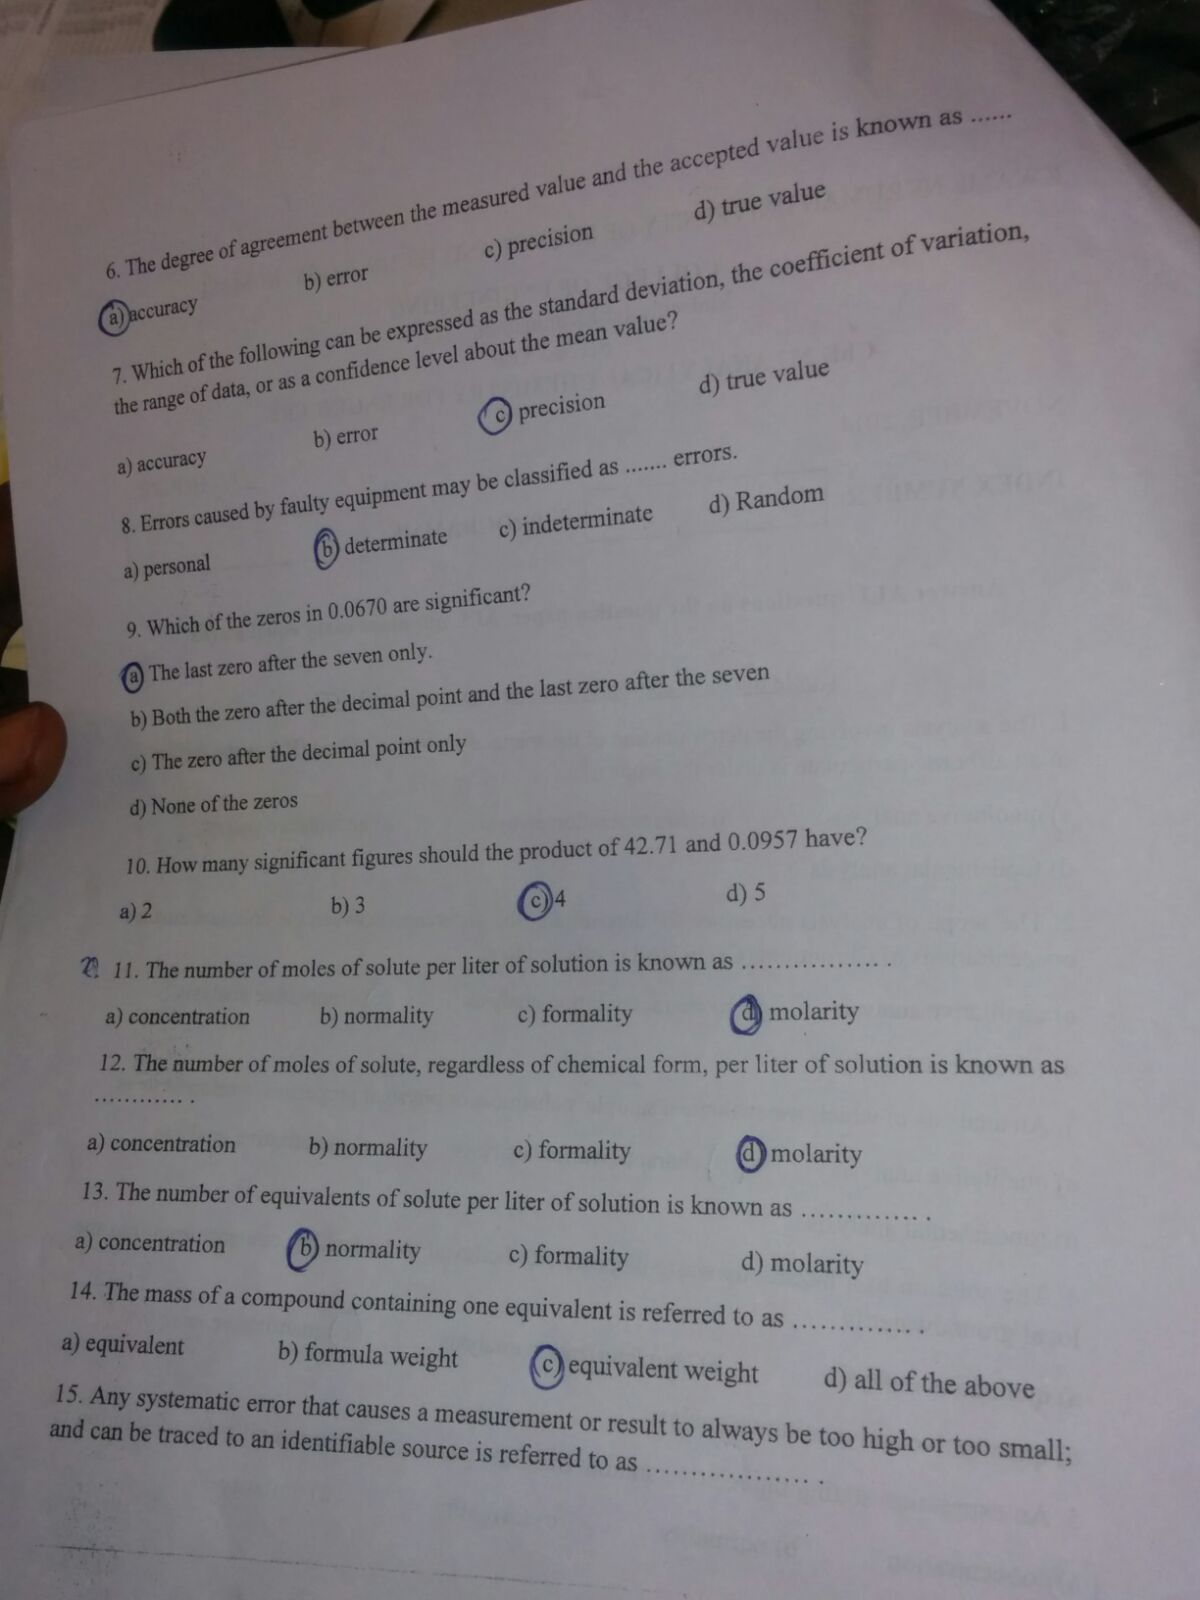 6. The degree of agreement between the measured value and the accepted value is known as ......
a) accuracy b) error c) precision d) true value
7. Which of the following can be expressed as the standard deviation, the coefficient of variation,
the range of data, or as a confidence level about the mean value?
a) accuracy b) error c) precision d) true value
8. Errors caused by faulty equipment may be classified as ....... errors.
a) personal b) determinate c) indeterminate d) Random
9. Which of the zeros in 0.0670 are significant?
a) The last zero after the seven only.
b) Both the zero after the decimal point and the last zero after the seven
c) The zero after the decimal point only
d) None of the zeros
10. How many significant figures should the product of 42.71 and 0.0957 have?
a) 2 b) 3 c) 4 d) 5
11. The number of moles of solute per liter of solution is known as ................. .
a) concentration b) normality c) formality d) molarity
12. The number of moles of solute, regardless of chemical form, per liter of solution is known as
............. .
a) concentration b) normality c) formality d) molarity
13. The number of equivalents of solute per liter of solution is known as .............. .
a) concentration b) normality c) formality d) molarity
14. The mass of a compound containing one equivalent is referred to as .............. .
a) equivalent b) formula weight c) equivalent weight d) all of the above
15. Any systematic error that causes a measurement or result to always be too high or too small;
and can be traced to an identifiable source is referred to as ................... .